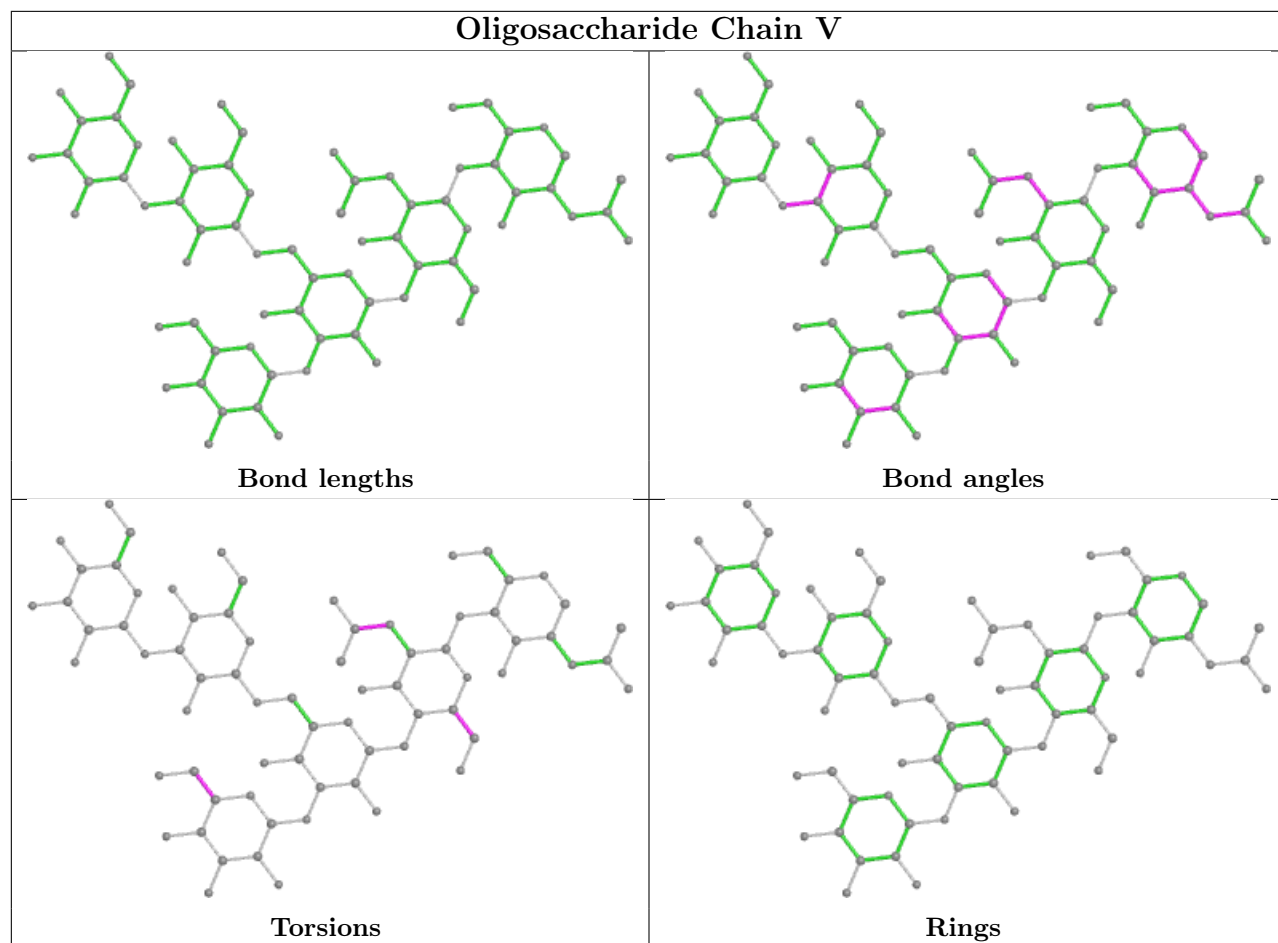 Oligosaccharide Chain V
Bond lengths
Bond angles
Torsions
Rings